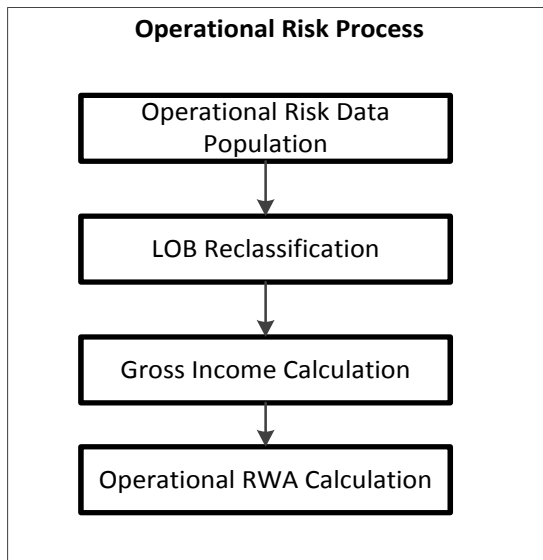 Operational Risk Process
Operational Risk Data
Population
LOB Reclassification
Gross Income Calculation
Operational RWA Calculation